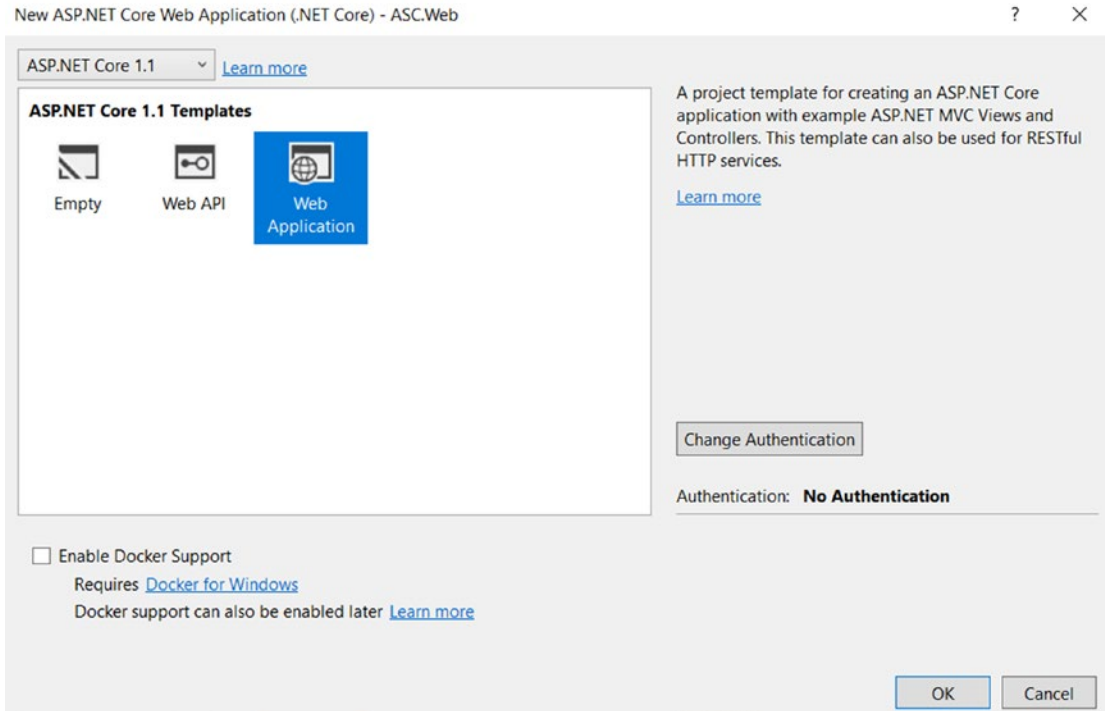 New ASP.NET Core Web Application (.NET Core) - ASC.Web
?
ASP.NET Core 1.1
Learn more
ASP.NET Core 1.1 Templates
Empty
Web API
Web
Application
A project template for creating an ASP.NET Core
application with example ASP.NET MVC Views and
Controllers. This template can also be used for RESTful
HTTP services.
Learn more
Change Authentication
Authentication: No Authentication
Enable Docker Support
Requires Docker for Windows
Docker support can also be enabled later Learn more
OK
Cancel